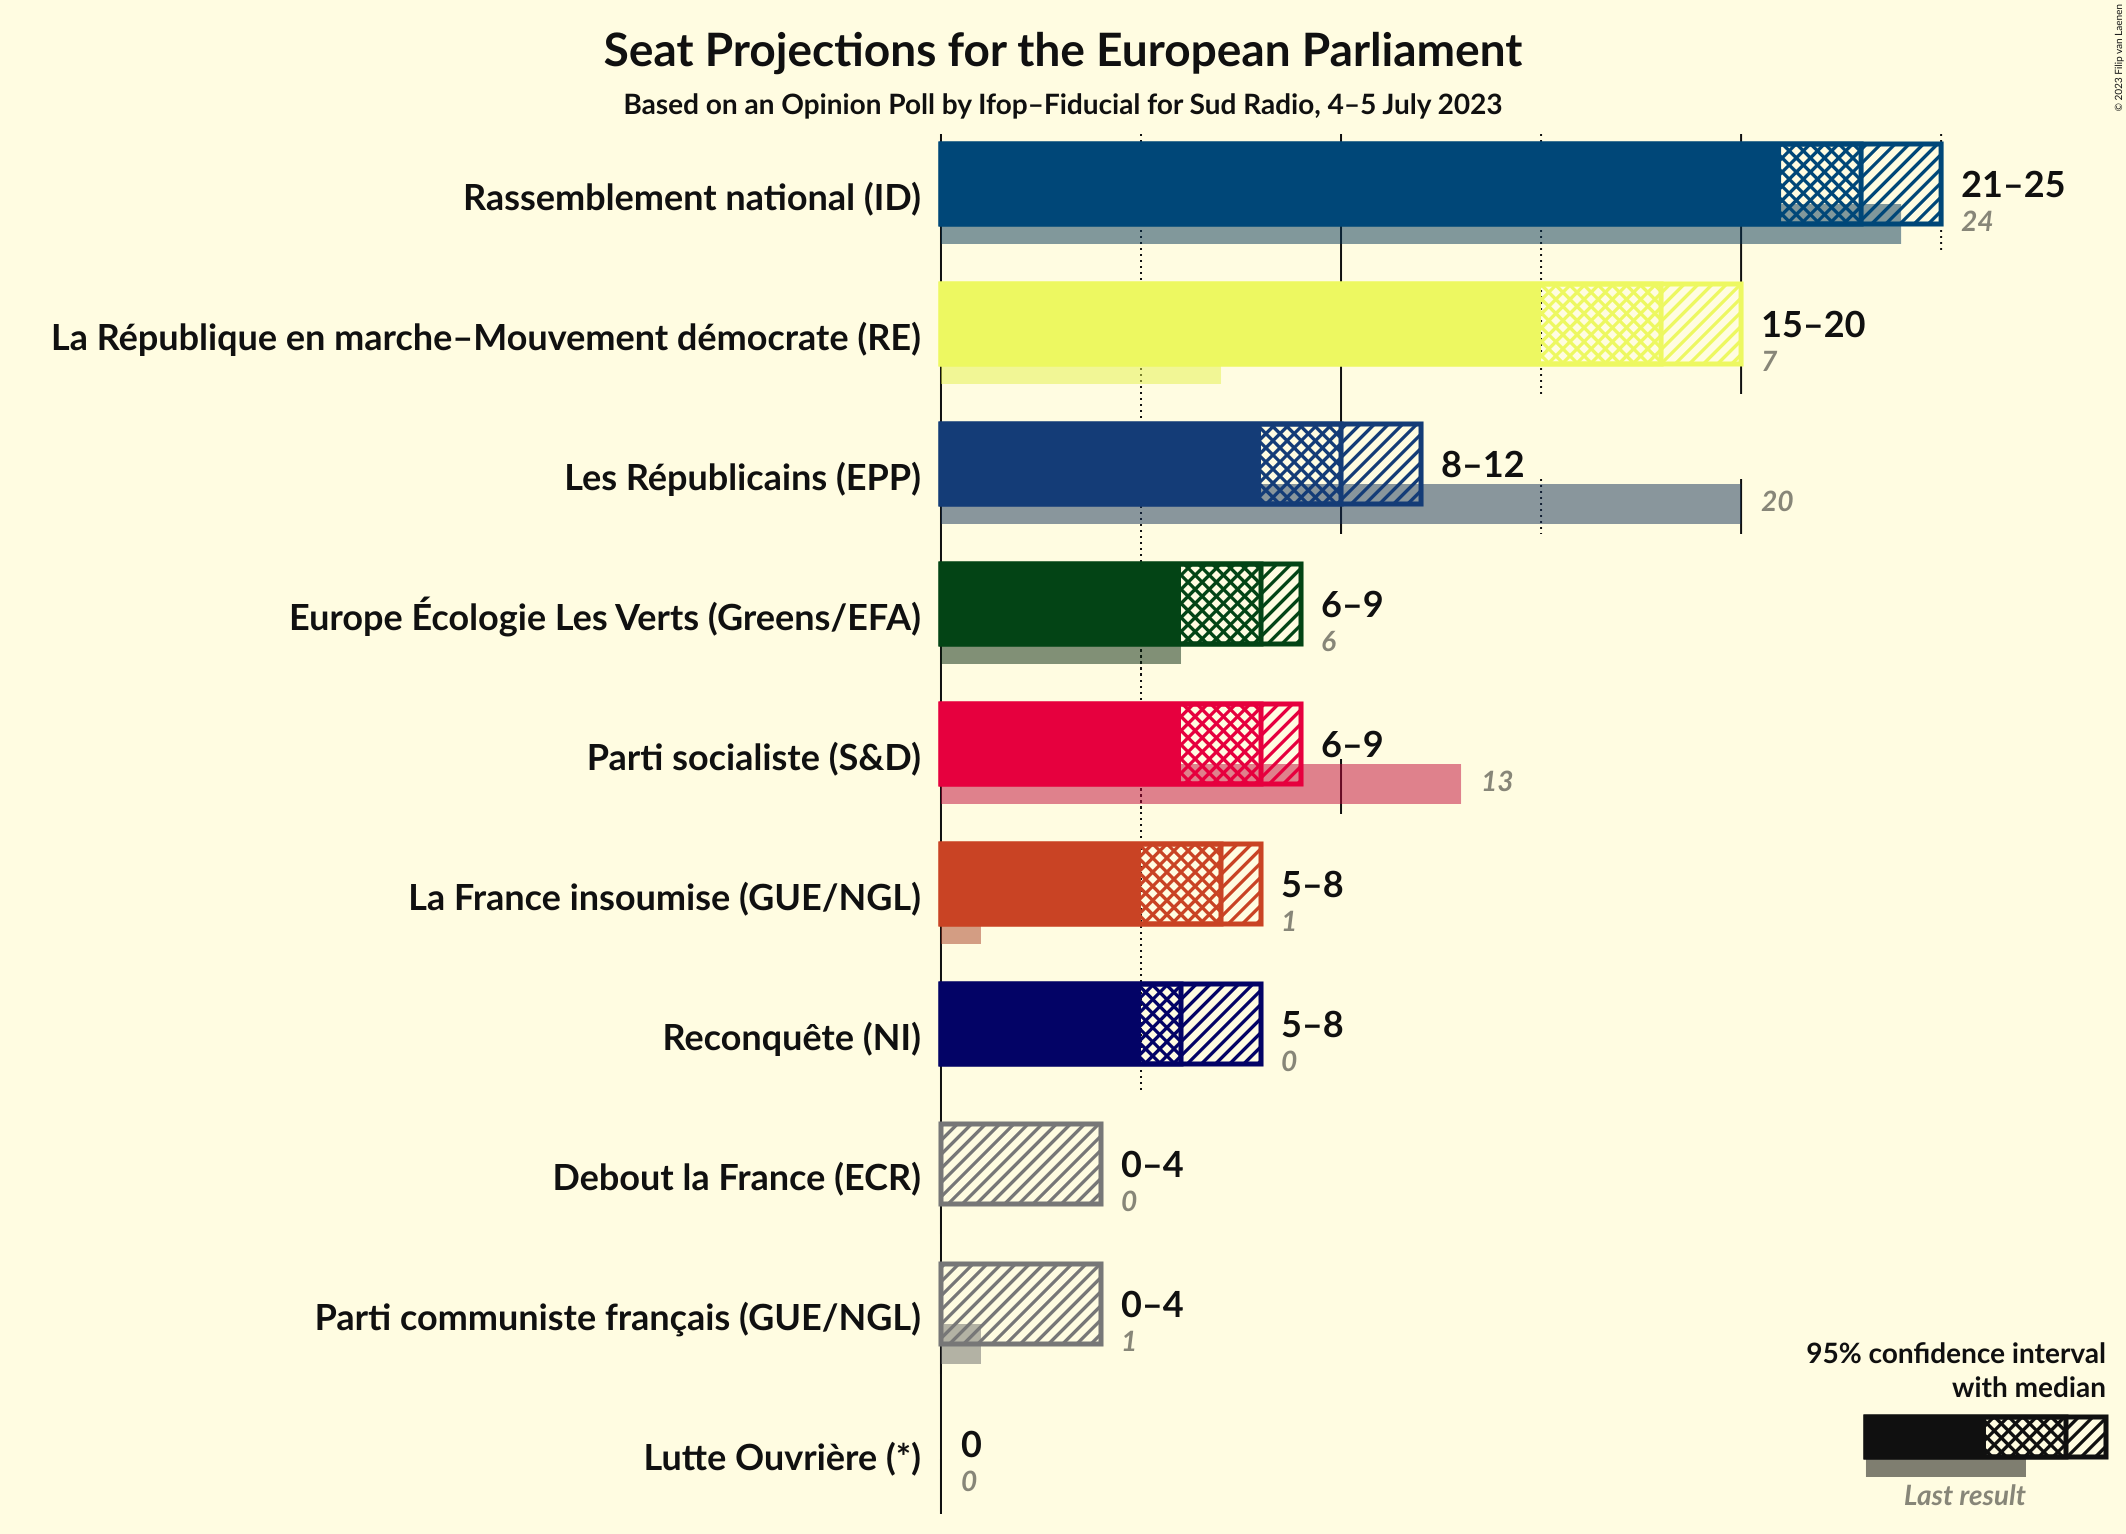 Seat Projections for the European Parliament
Based on an Opinion Poll by Ifop–Fiducial for Sud Radio, 4–5 July 2023
© 2023 Filip van Laenen
Rassemblement national (ID)
21–25
24
La République en marche–Mouvement démocrate (RE)
15–20
7
Les Républicains (EPP)
8–12
20
Europe Écologie Les Verts (Greens/EFA)
6–9
6
Parti socialiste (S&D)
6–9
13
La France insoumise (GUE/NGL)
5–8
1
Reconquête (NI)
5–8
0
Debout la France (ECR)
0–4
0
Parti communiste français (GUE/NGL)
0–4
1
Lutte Ouvrière (*)
0
0
95% confidence interval
with median
Last result